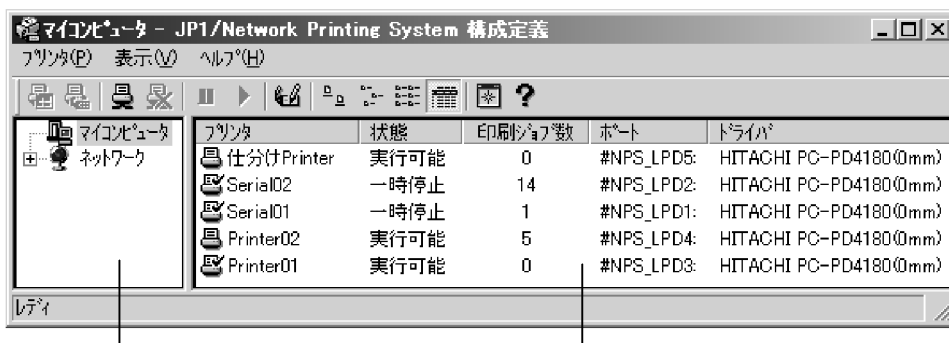 マイコンピュータ - JP1/Network Printing System 構成定義
プリンタ(P) 表示(V) ヘルプ(H)
マイコンピュータ
ネットワーク
プリンタ 状態 印刷ジョブ数 ポート ドライバ
仕分けPrinter 実行可能 0 #NPS_LPD5: HITACHI PC-PD4180(0mm)
Serial02 一時停止 14 #NPS_LPD2: HITACHI PC-PD4180(0mm)
Serial01 一時停止 1 #NPS_LPD1: HITACHI PC-PD4180(0mm)
Printer02 実行可能 5 #NPS_LPD4: HITACHI PC-PD4180(0mm)
Printer01 実行可能 0 #NPS_LPD3: HITACHI PC-PD4180(0mm)
レディ